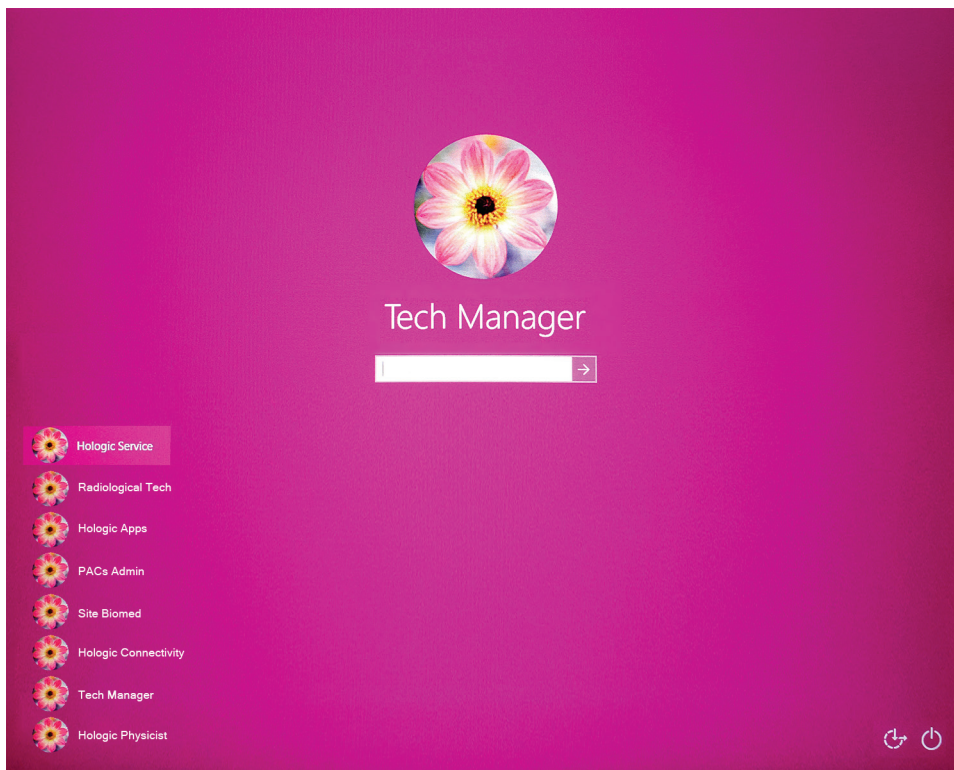 Tech Manager
Hologic Service
Radiological Tech
Hologic Apps
PACs Admin
Site Biomed
Hologic Connectivity
Tech Manager
Hologic Physicist